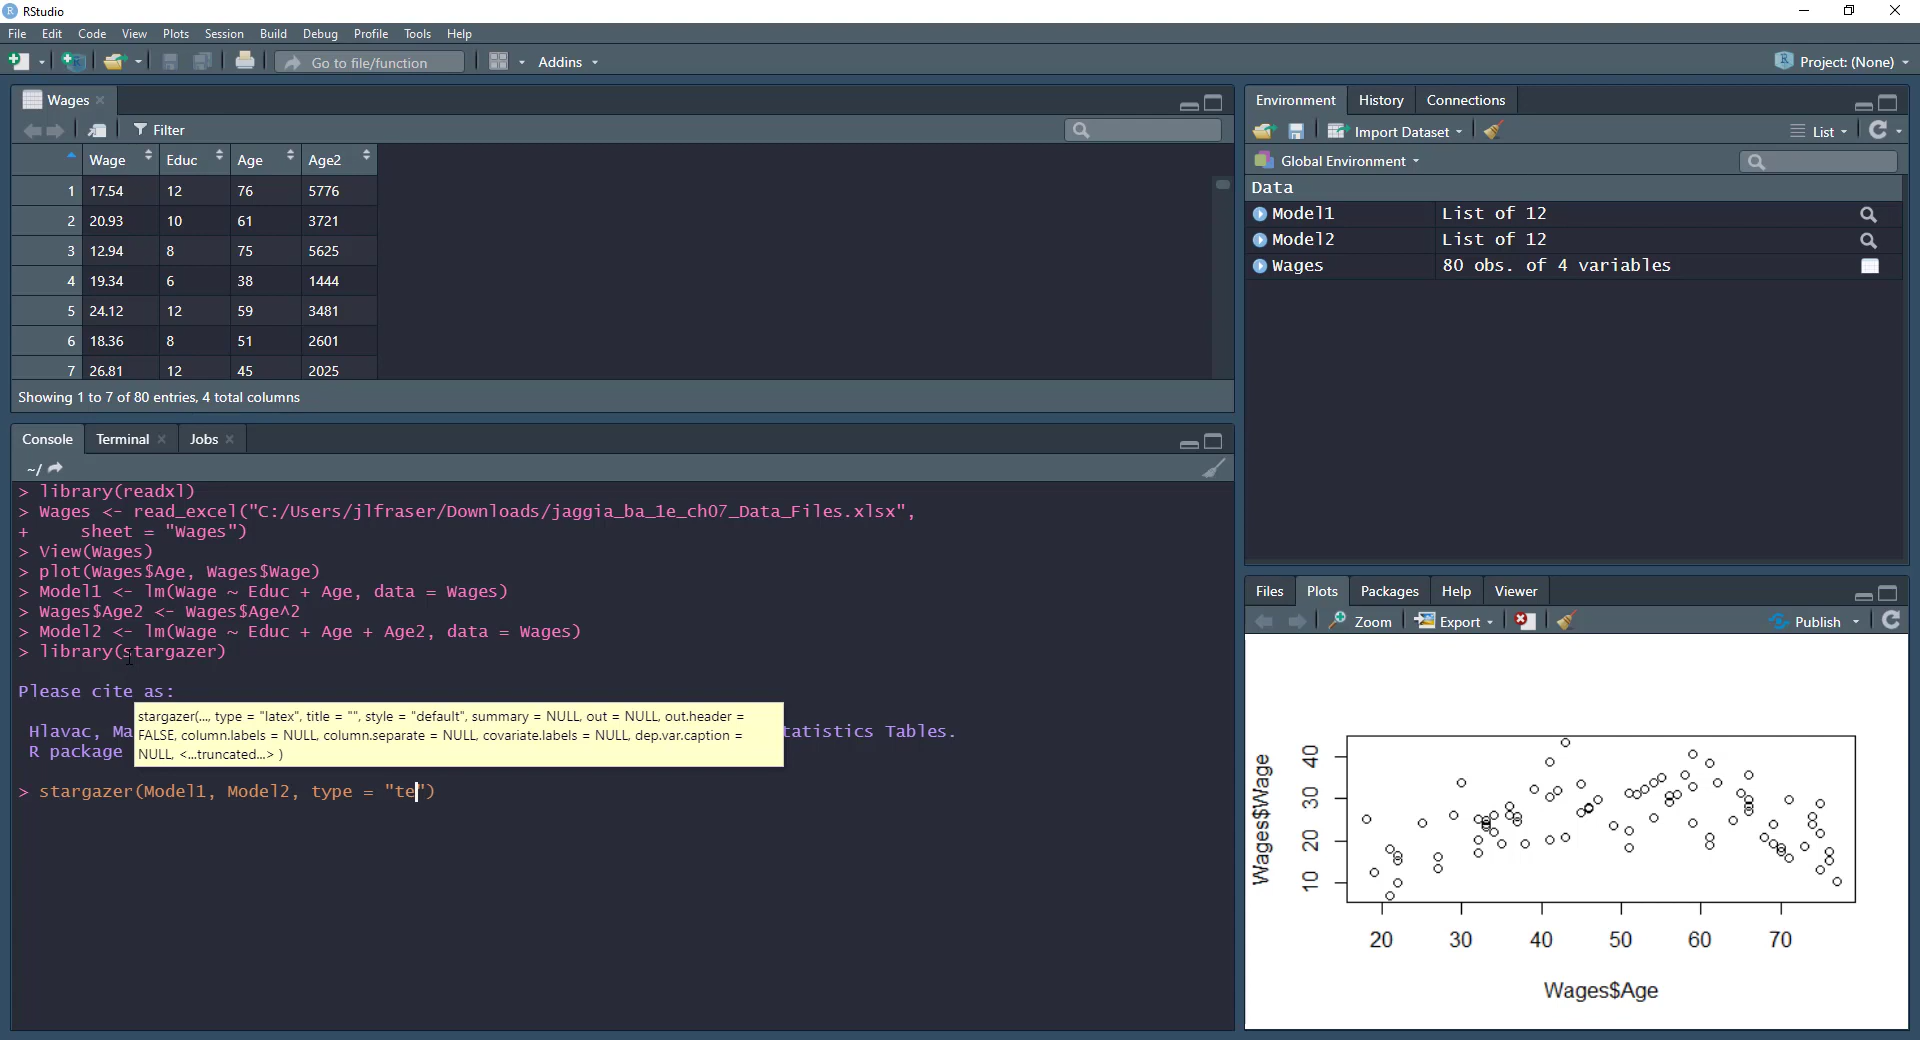 RStudio
File Edit Code View Plots Session Build Debug Profile Tools Help
Go to file/function Addins Project: (None)
Wages
Filter
Wage Educ Age Age2
1 17.54 12 76 5776
2 20.93 10 61 3721
3 12.94 8 75 5625
4 19.34 6 38 1444
5 24.12 12 59 3481
6 18.36 8 51 2601
7 26.81 12 45 2025
Showing 1 to 7 of 80 entries, 4 total columns
Console Terminal Jobs
~/
> library(readxl)
> Wages <- read_excel("C:/Users/jlfraser/Downloads/jaggia_ba_1e_ch07_Data_Files.xlsx",
+ sheet = "Wages")
> View(Wages)
> plot(Wages$Age, Wages$Wage)
> Model1 <- lm(Wage ~ Educ + Age, data = Wages)
> Wages$Age2 <- Wages$Age^2
> Model2 <- lm(Wage ~ Educ + Age + Age2, data = Wages)
> library(stargazer)
Please cite as:
stargazer(..., type = "latex", title = "", style = "default", summary = NULL, out = NULL, out.header =
FALSE, column.labels = NULL, column.separate = NULL, covariate.labels = NULL, dep.var.caption =
NULL, <...truncated...> )
Hlavac, Ma tatistics Tables.
R package
> stargazer(Model1, Model2, type = "te")
Environment History Connections
Import Dataset List
Global Environment
Data
Model1 List of 12
Model2 List of 12
Wages 80 obs. of 4 variables
Files Plots Packages Help Viewer
Zoom Export Publish
Wages$Wage
40
30
20
10
20 30 40 50 60 70
Wages$Age